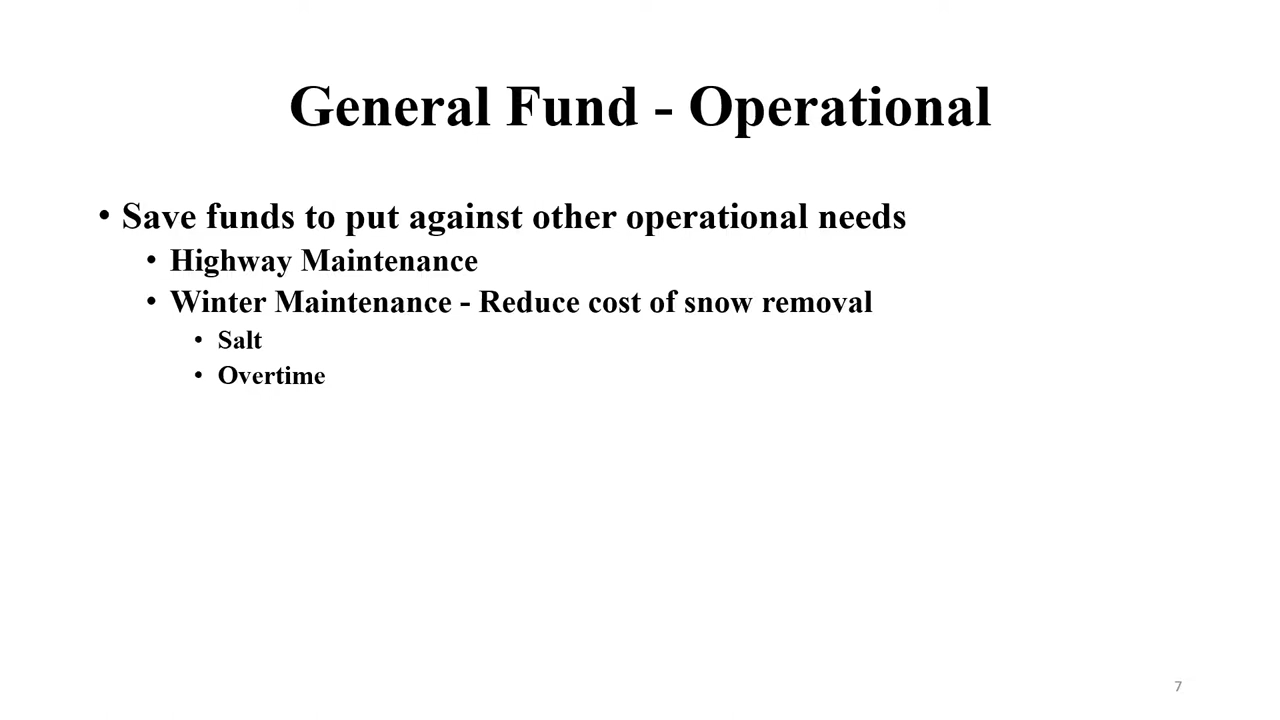 General Fund - Operational
• Save funds to put against other operational needs
• Highway Maintenance
• Winter Maintenance - Reduce cost of snow removal
• Salt
• Overtime
7